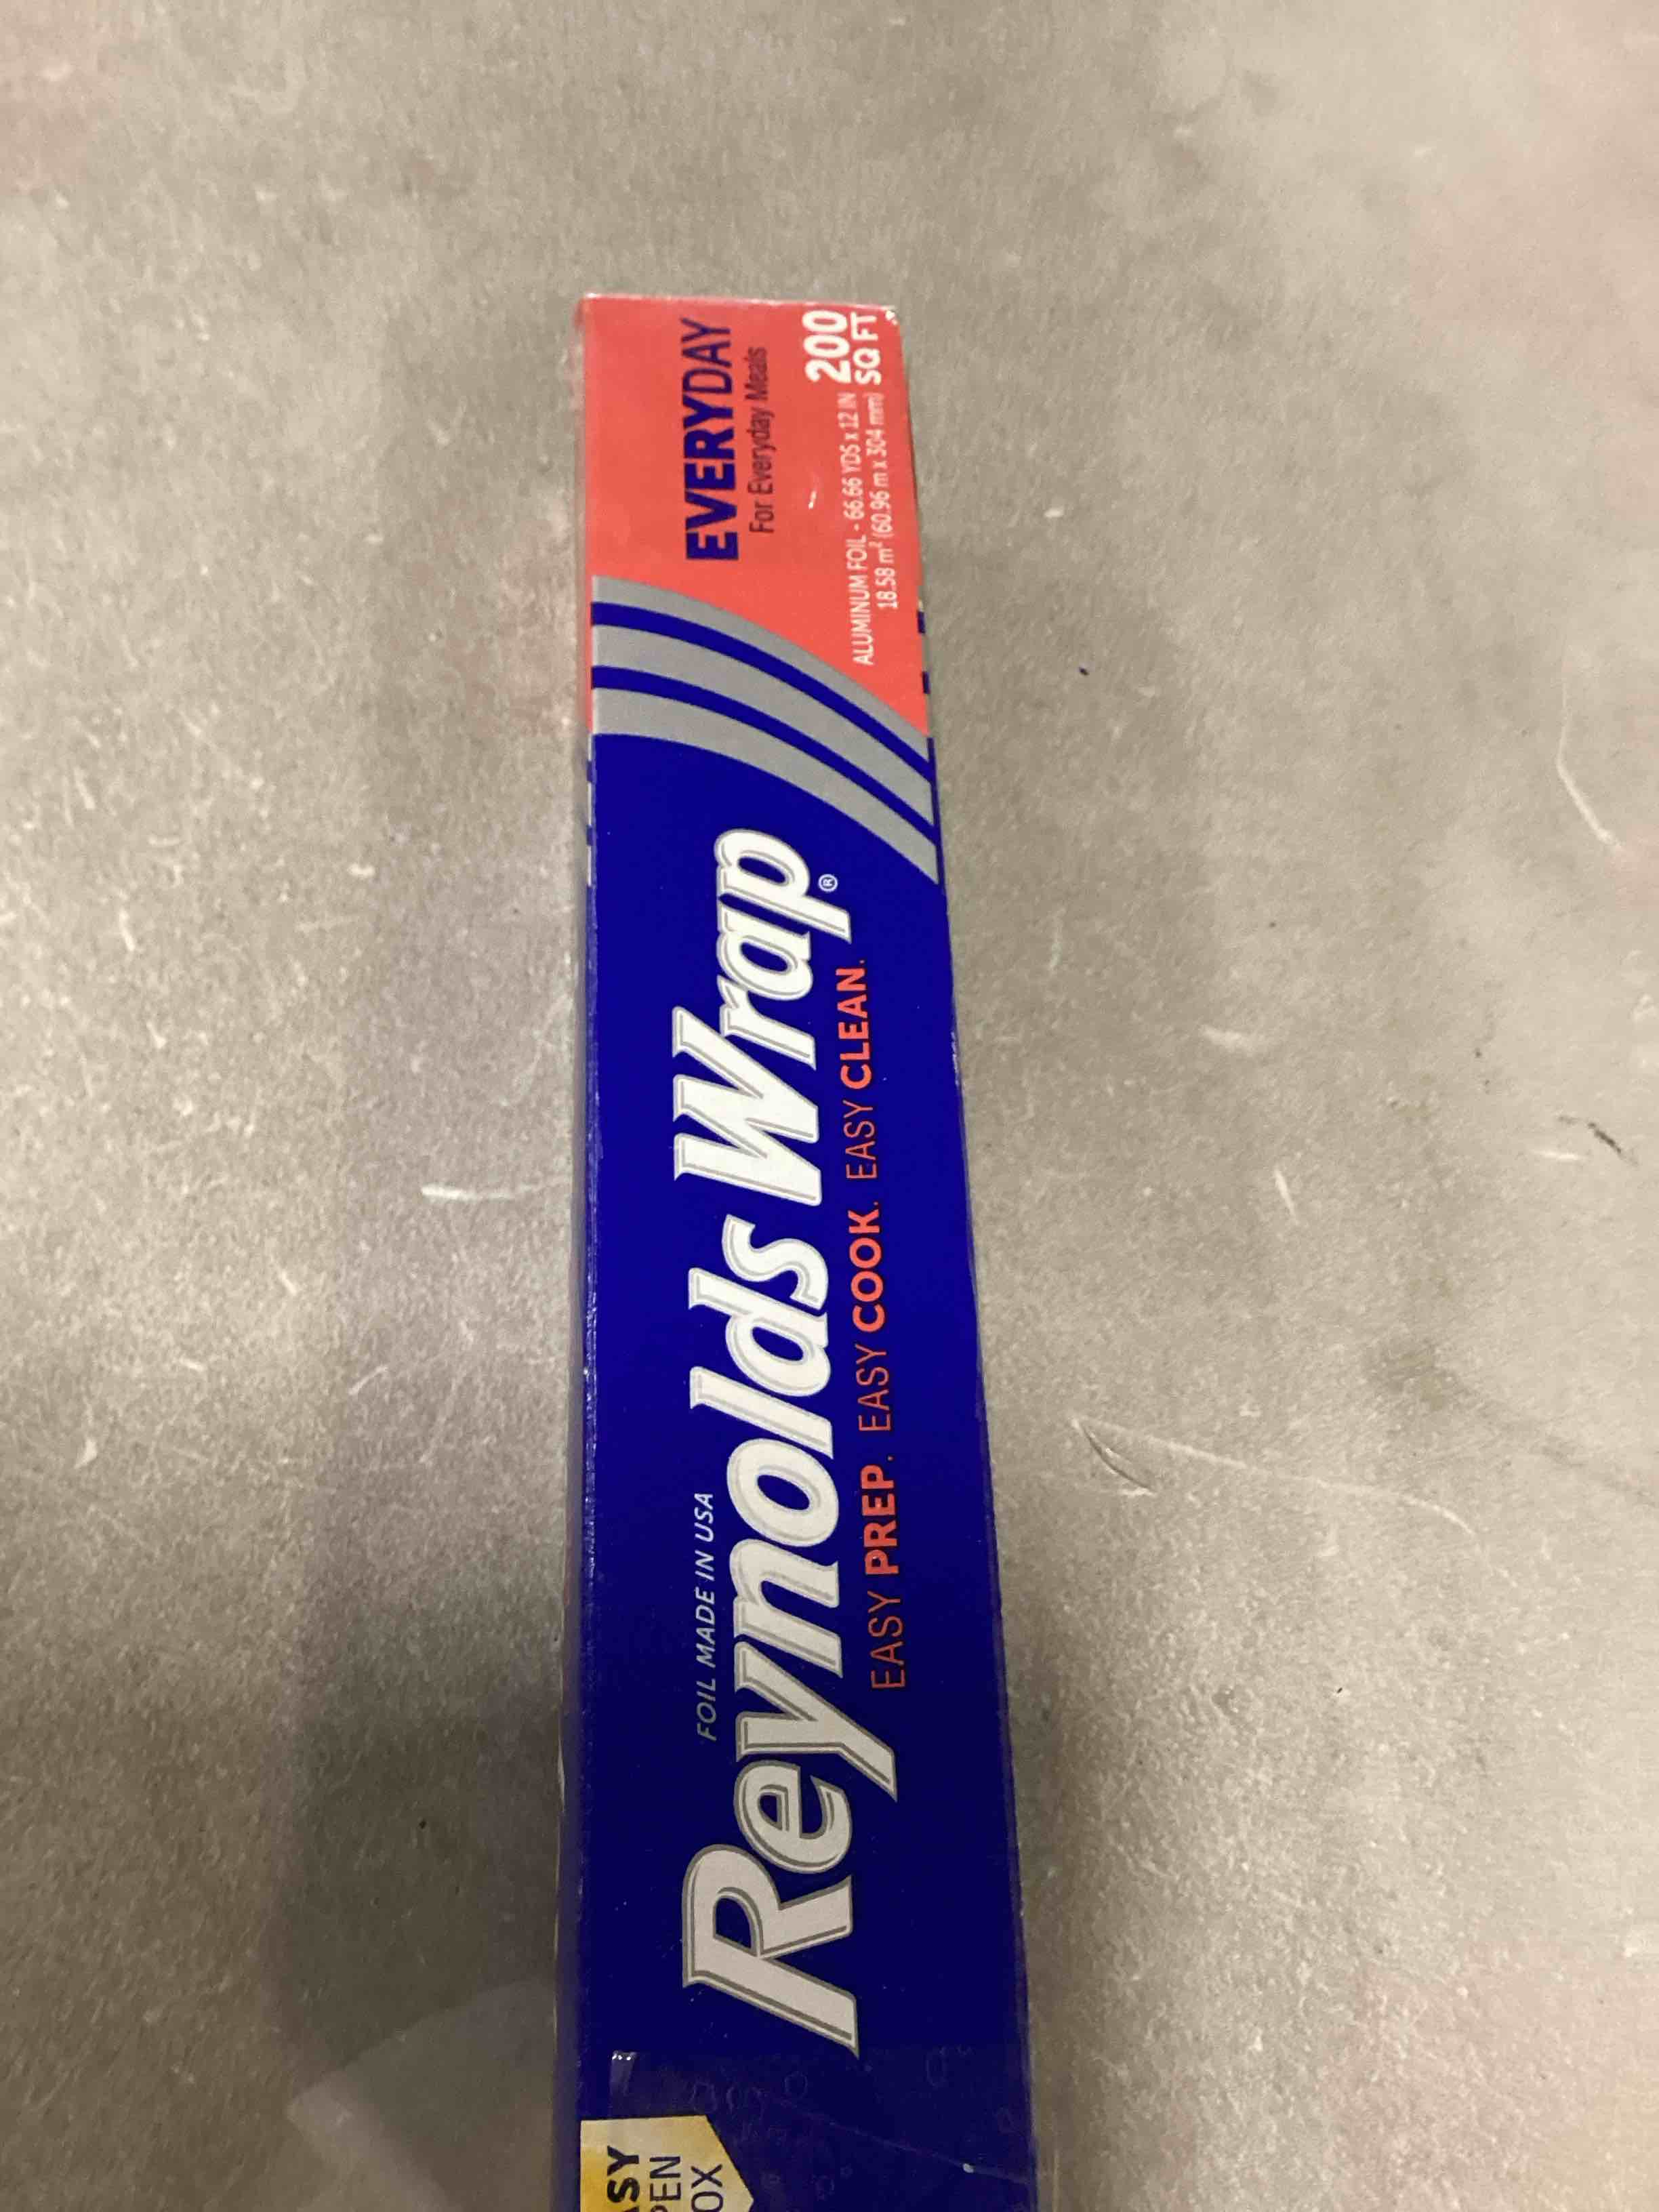 FOIL MADE IN USA
Reynolds Wrap®
EASY PREP. EASY COOK. EASY CLEAN.
EVERYDAY
For Everyday Meals
ALUMINUM FOIL - 66.66 YDS x 12 IN
18.58 m² (60.96 m x 304 mm)
200
SQ FT